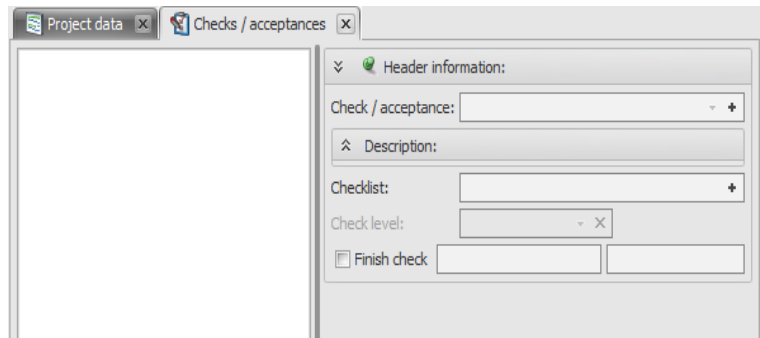 Project data Checks / acceptances
Header information:
Check / acceptance:
Description:
Checklist:
Check level:
Finish check